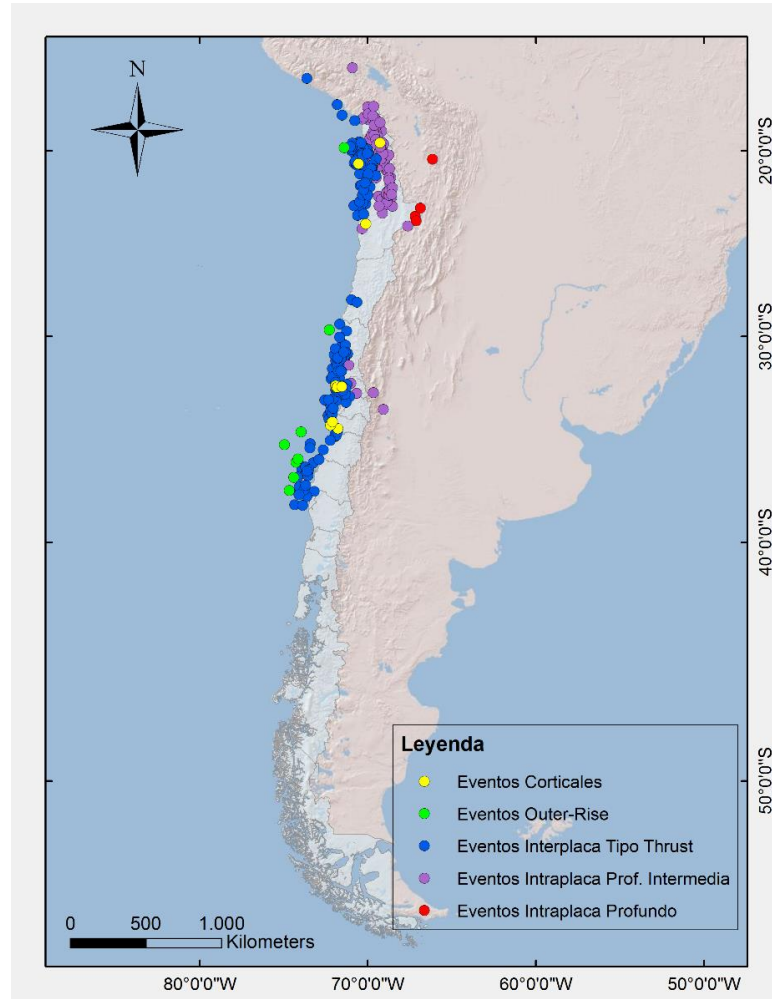 N
20°0'0"S
30°0'0"S
40°0'0"S
50°0'0"S
Leyenda
Eventos Corticales
Eventos Outer-Rise
Eventos Interplaca Tipo Thrust
Eventos Intraplaca Prof. Intermedia
Eventos Intraplaca Profundo
0 500 1.000
Kilometers
80°0'0"W 70°0'0"W 60°0'0"W 50°0'0"W